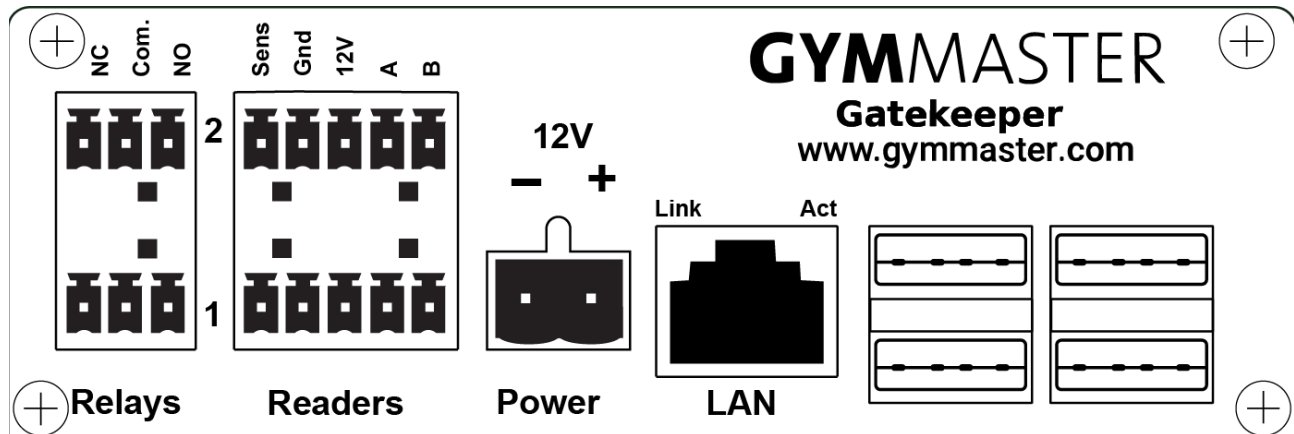 NC
Com.
NO
Sens
Gnd
12V
A
B
GYMMASTER
Gatekeeper
www.gymmaster.com
2
12V
− +
Link
Act
1
Relays
Readers
Power
LAN